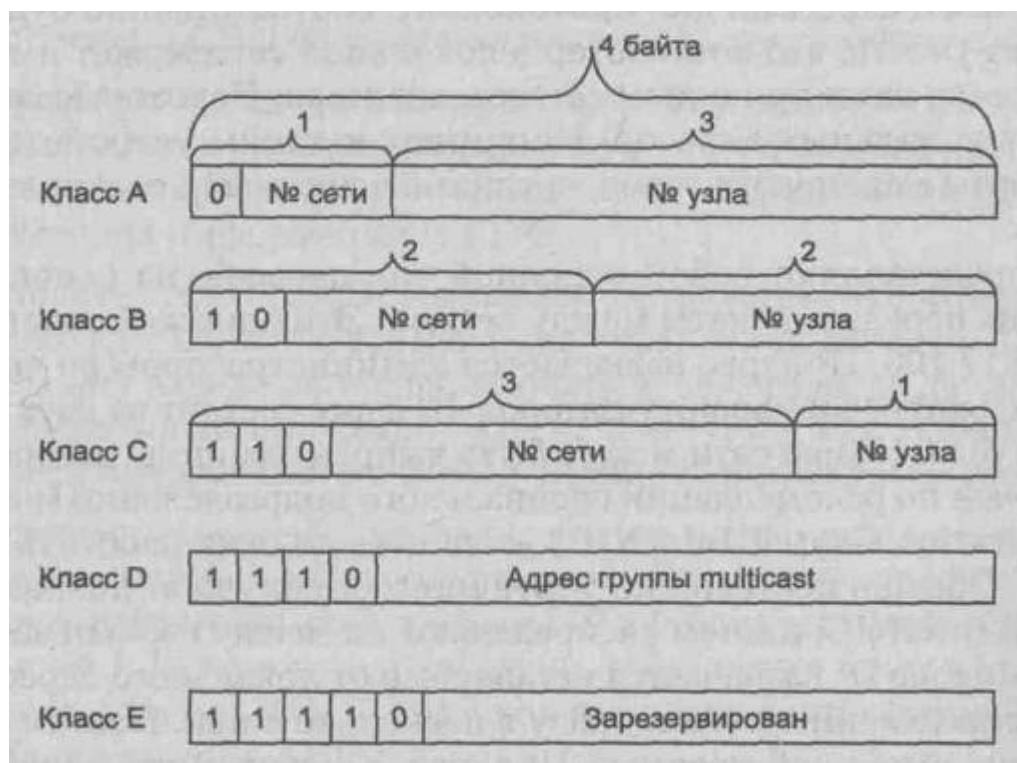 4 байта
1 3
Класс A 0 № сети № узла
2 2
Класс B 1 0 № сети № узла
3 1
Класс C 1 1 0 № сети № узла
Класс D 1 1 1 0 Адрес группы multicast
Класс E 1 1 1 1 0 Зарезервирован